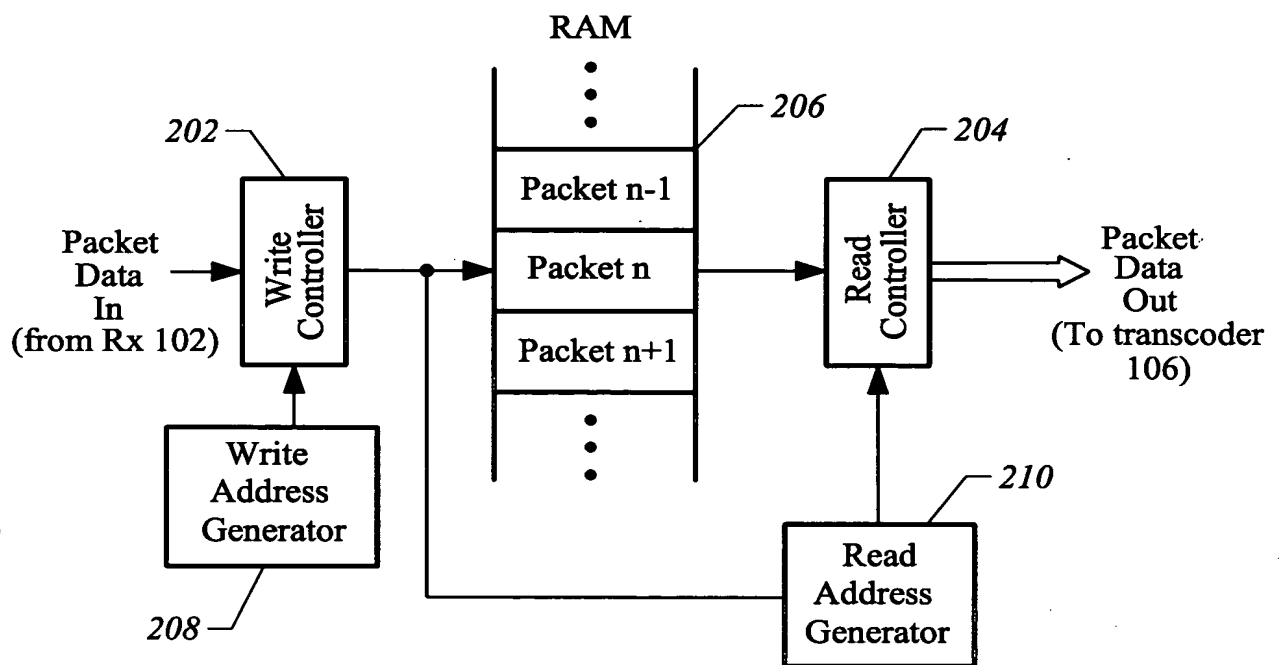 RAM
206
202
204
Packet n-1
Write
Controller
Read
Controller
Packet
Data
In
(from Rx 102)
Packet n
Packet
Data
Out
(To transcoder
106)
Packet n+1
Write
Address
Generator
210
Read
Address
Generator
208